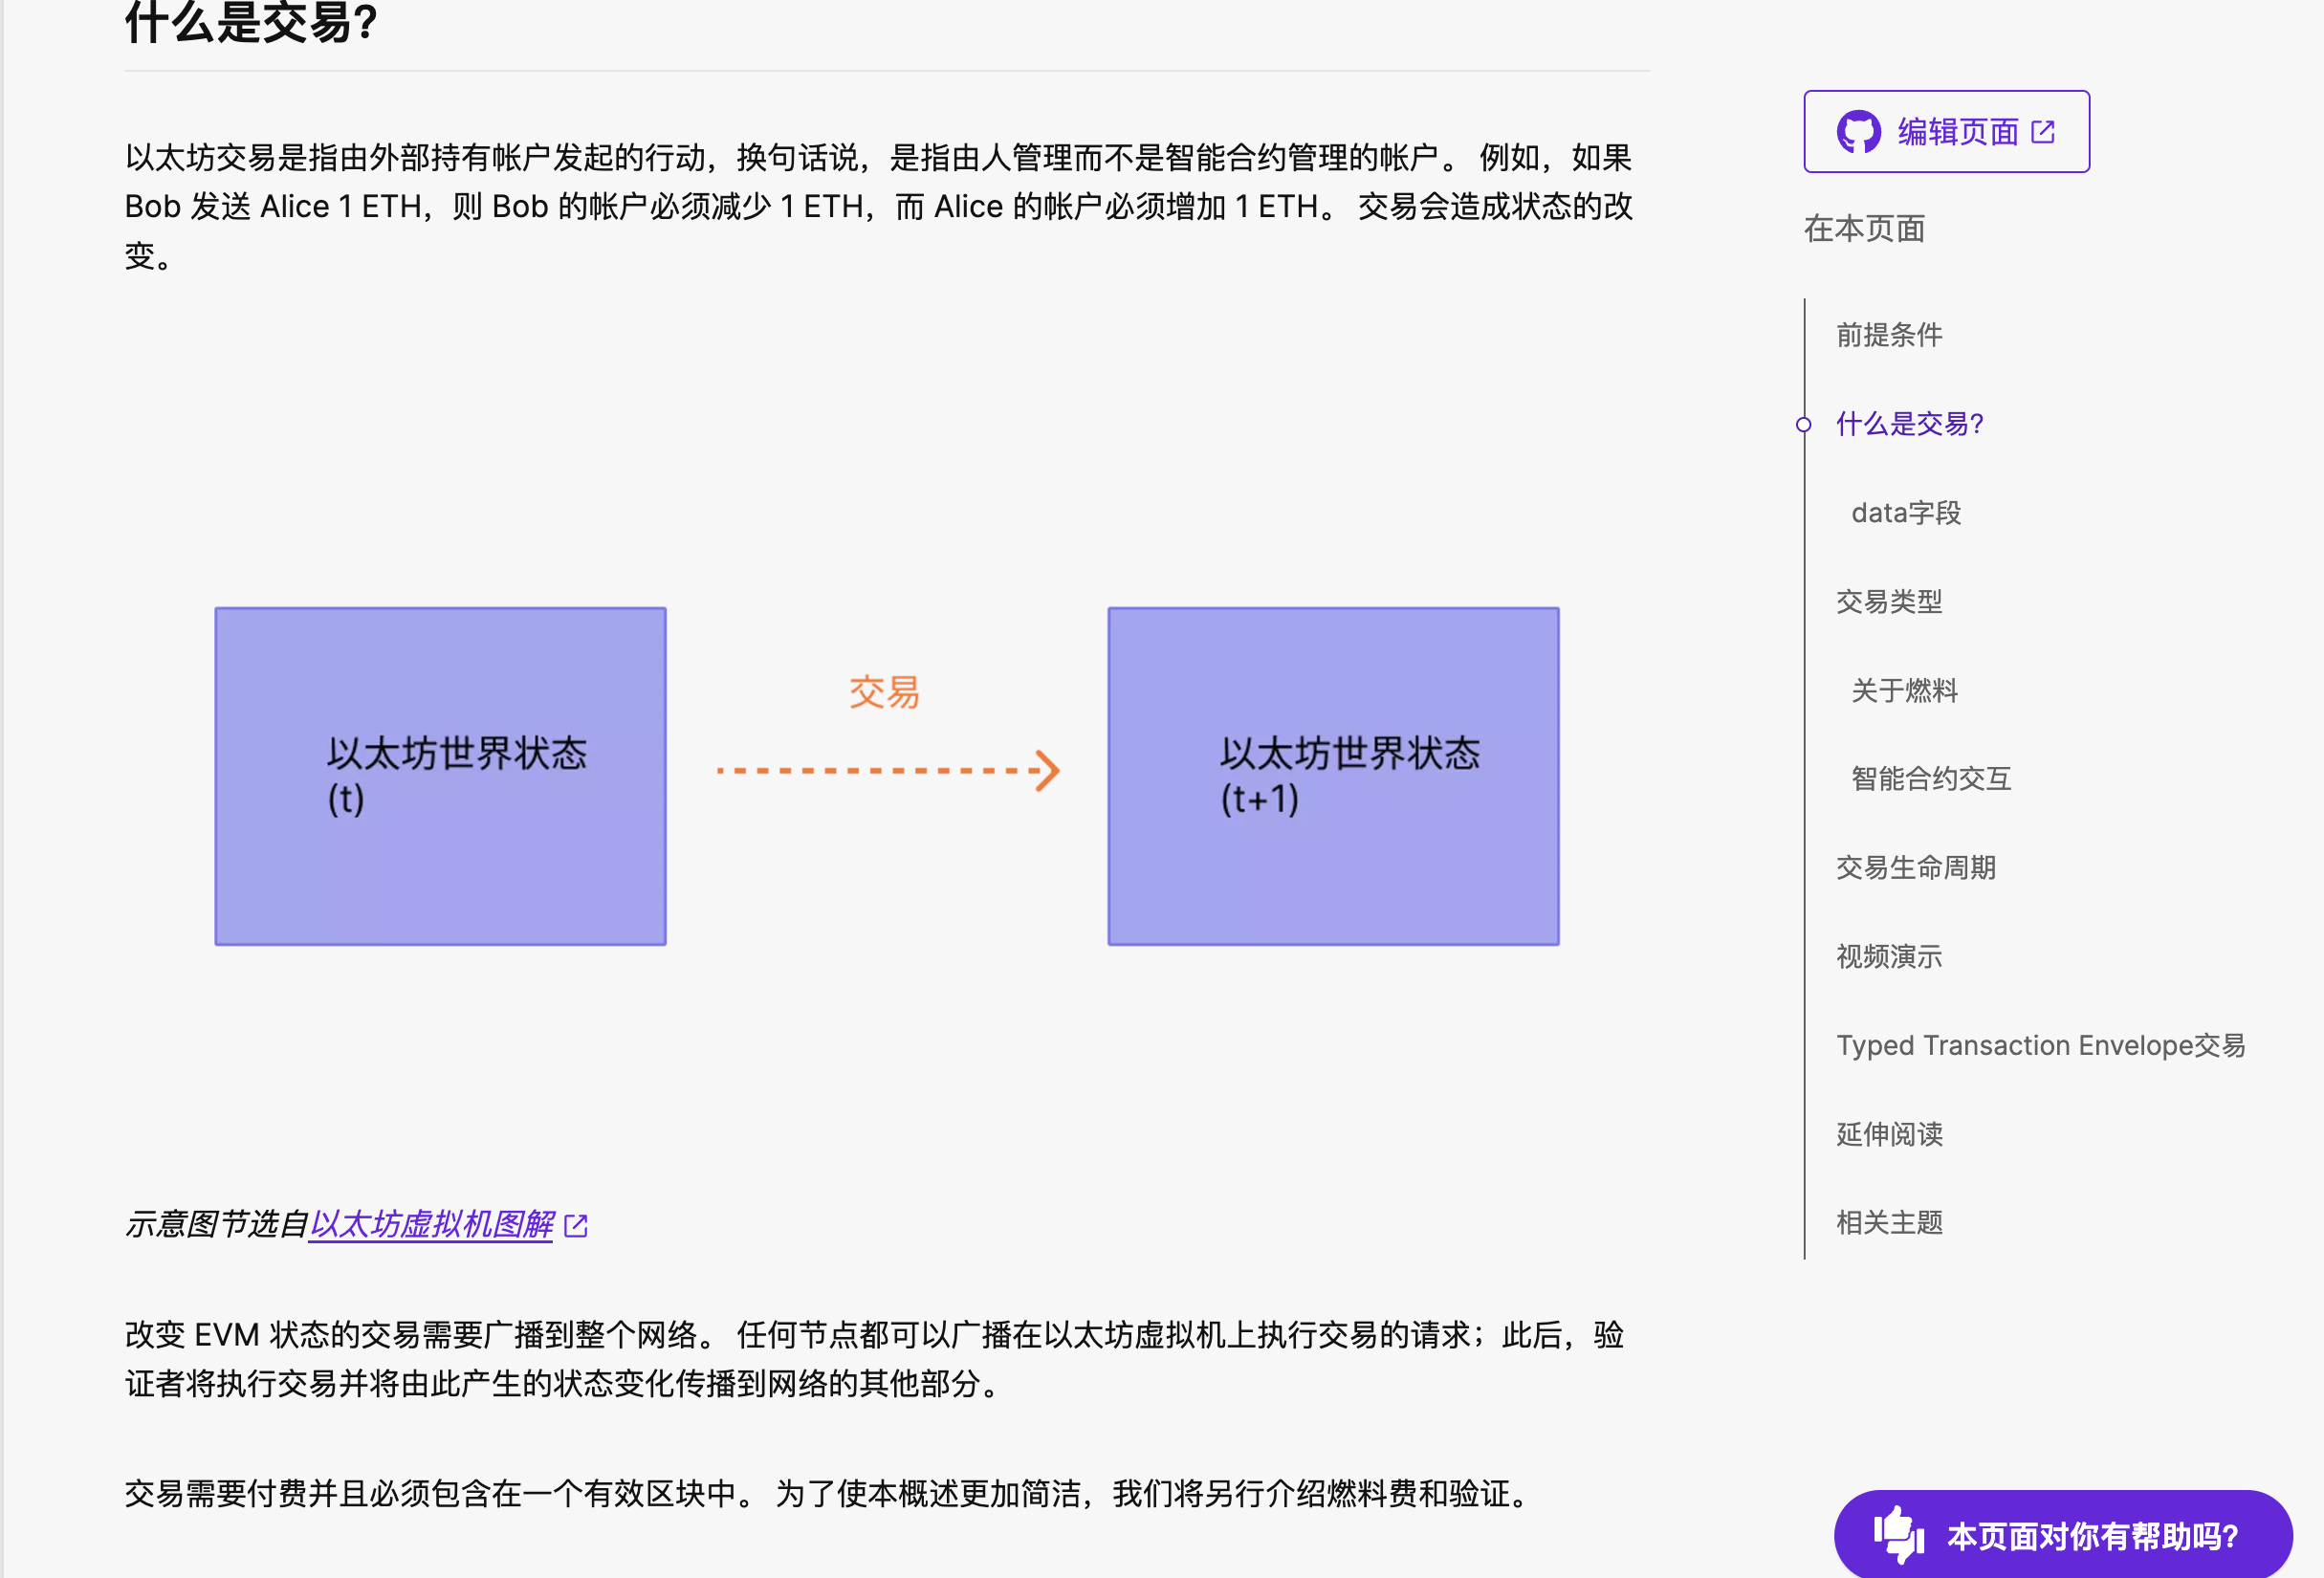 什么是交易?
以太坊交易是指由外部持有帐户发起的行动，换句话说，是指由人管理而不是智能合约管理的帐户。 例如，如果
Bob 发送 Alice 1 ETH，则 Bob 的帐户必须减少 1 ETH，而 Alice 的帐户必须增加 1 ETH。 交易会造成状态的改
变。
以太坊世界状态
(t)
交易
以太坊世界状态
(t+1)
示意图节选自以太坊虚拟机图解
改变 EVM 状态的交易需要广播到整个网络。 任何节点都可以广播在以太坊虚拟机上执行交易的请求；此后，验
证者将执行交易并将由此产生的状态变化传播到网络的其他部分。
交易需要付费并且必须包含在一个有效区块中。 为了使本概述更加简洁，我们将另行介绍燃料费和验证。
编辑页面
在本页面
前提条件
什么是交易?
data字段
交易类型
关于燃料
智能合约交互
交易生命周期
视频演示
Typed Transaction Envelope交易
延伸阅读
相关主题
本页面对你有帮助吗?